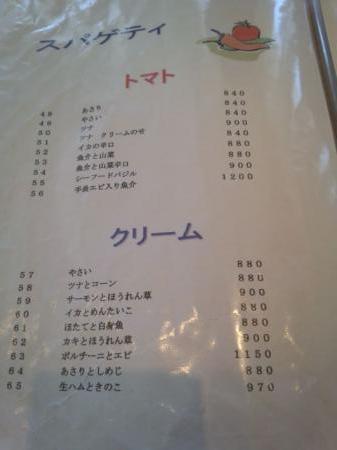 スパゲティ
トマト
48 あさり 840
49 やさい 840
50 ツナ 840
51 ツナ クリームのせ 900
52 イカの辛口 840
53 魚介と山菜 880
54 魚介と山菜辛口 880
55 シーフードバジル 900
56 手長エビ入り魚介 1200
クリーム
57 やさい 880
58 ツナとコーン 880
59 サーモンとほうれん草 900
60 イカとめんたいこ 880
61 ほたてと白身魚 880
62 カキとほうれん草 900
63 ポルチーニとエビ 1150
64 あさりとしめじ 880
65 生ハムときのこ 970